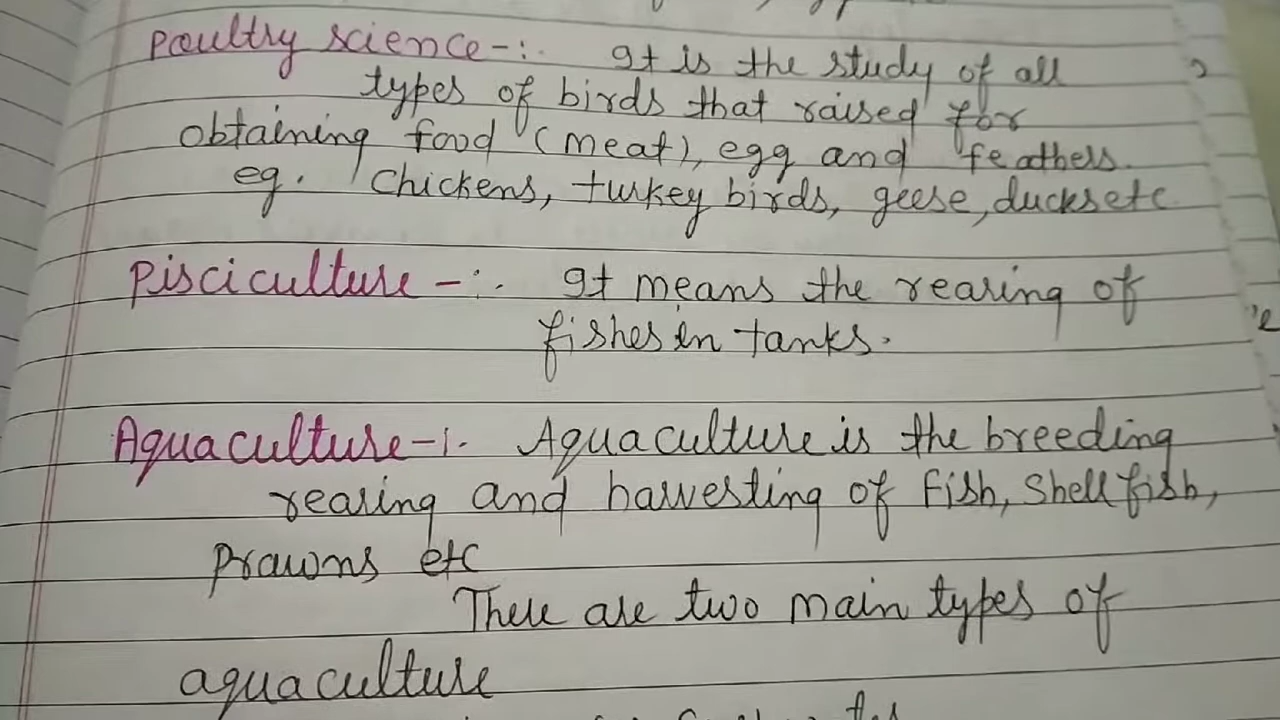 Poultry science -: It is the study of all
types of birds that raised for
obtaining food (meat), egg and feathers.
eg. Chickens, turkey birds, geese, ducks etc
Pisciculture -: It means the rearing of
fishes in tanks.
Aquaculture -: Aquaculture is the breeding
rearing and harvesting of Fish, Shell fish,
Prawns etc
There are two main types of
aquaculture